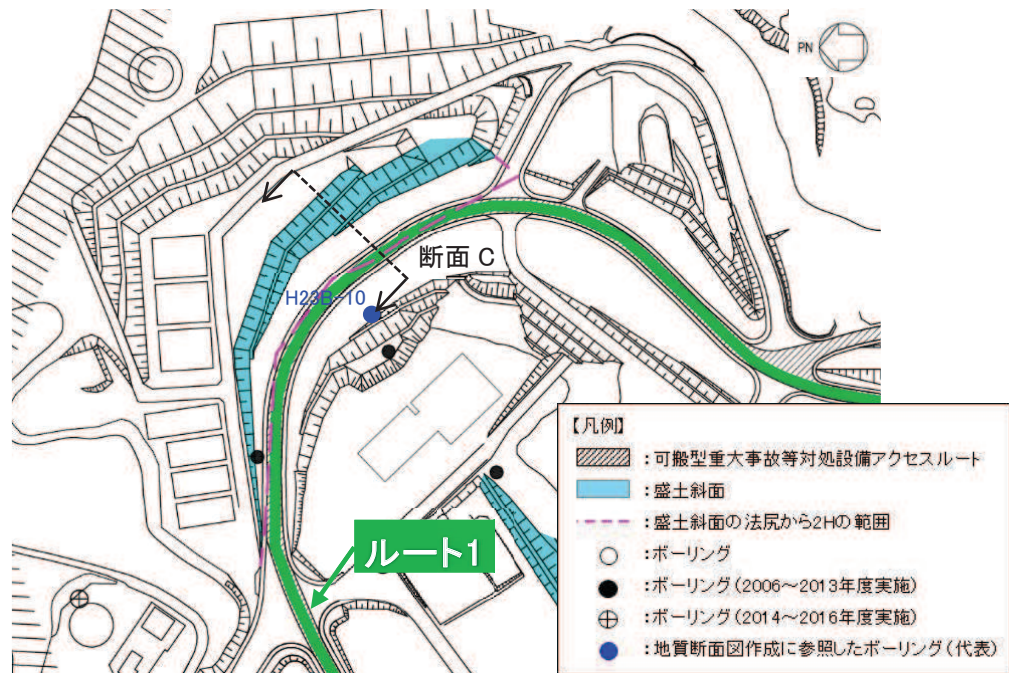 PN
断面 C
H23B-10
ルート1
【凡例】
:可搬型重大事故等対処設備アクセスルート
:盛土斜面
:盛土斜面の法尻から2Hの範囲
:ボーリング
:ボーリング(2006~2013年度実施)
:ボーリング(2014~2016年度実施)
:地質断面図作成に参照したボーリング(代表)